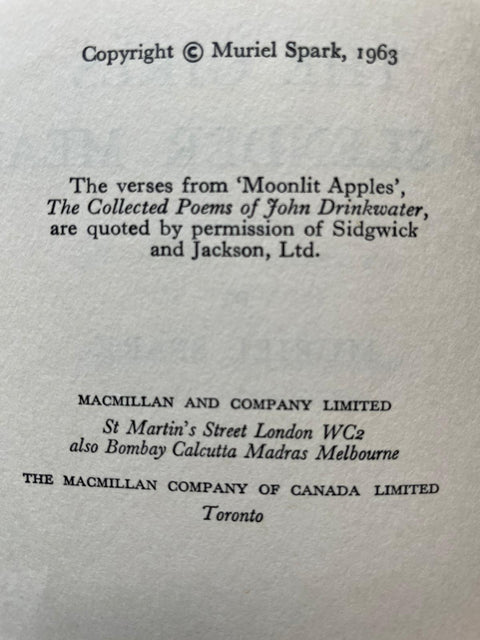 Copyright © Muriel Spark, 1963
The verses from 'Moonlit Apples',
The Collected Poems of John Drinkwater,
are quoted by permission of Sidgwick
and Jackson, Ltd.
MACMILLAN AND COMPANY LIMITED
St Martin's Street London WC2
also Bombay Calcutta Madras Melbourne
THE MACMILLAN COMPANY OF CANADA LIMITED
Toronto